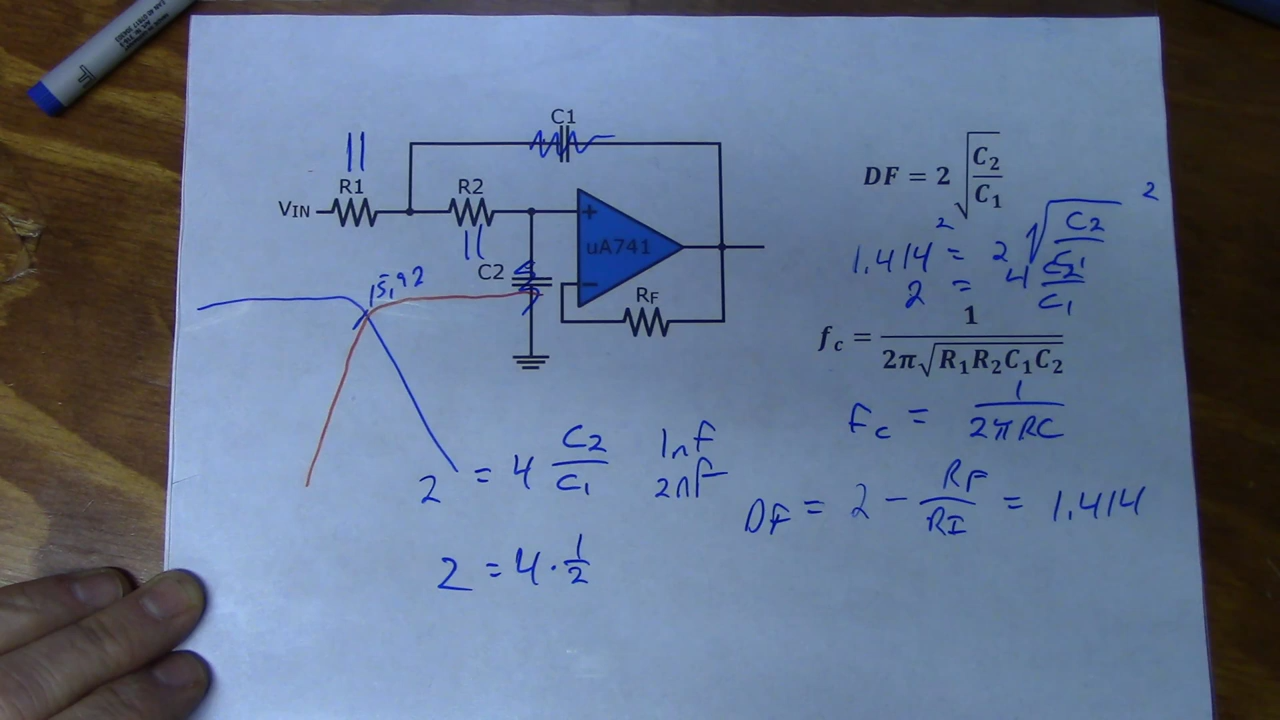 C1
R1
R2
VIN
+
uA741
−
C2
RF
15.92
DF = 2 √(C2/C1)
1.414² = 2 √(C2/C1) ²
2 = 4 C2/C1
fc = 1/(2π√(R1R2C1C2))
Fc = 1/(2πRC)
2 = 4 C2/C1
1nF
2nF
DF = 2 − RF/RI = 1.414
2 = 4 · 1/2